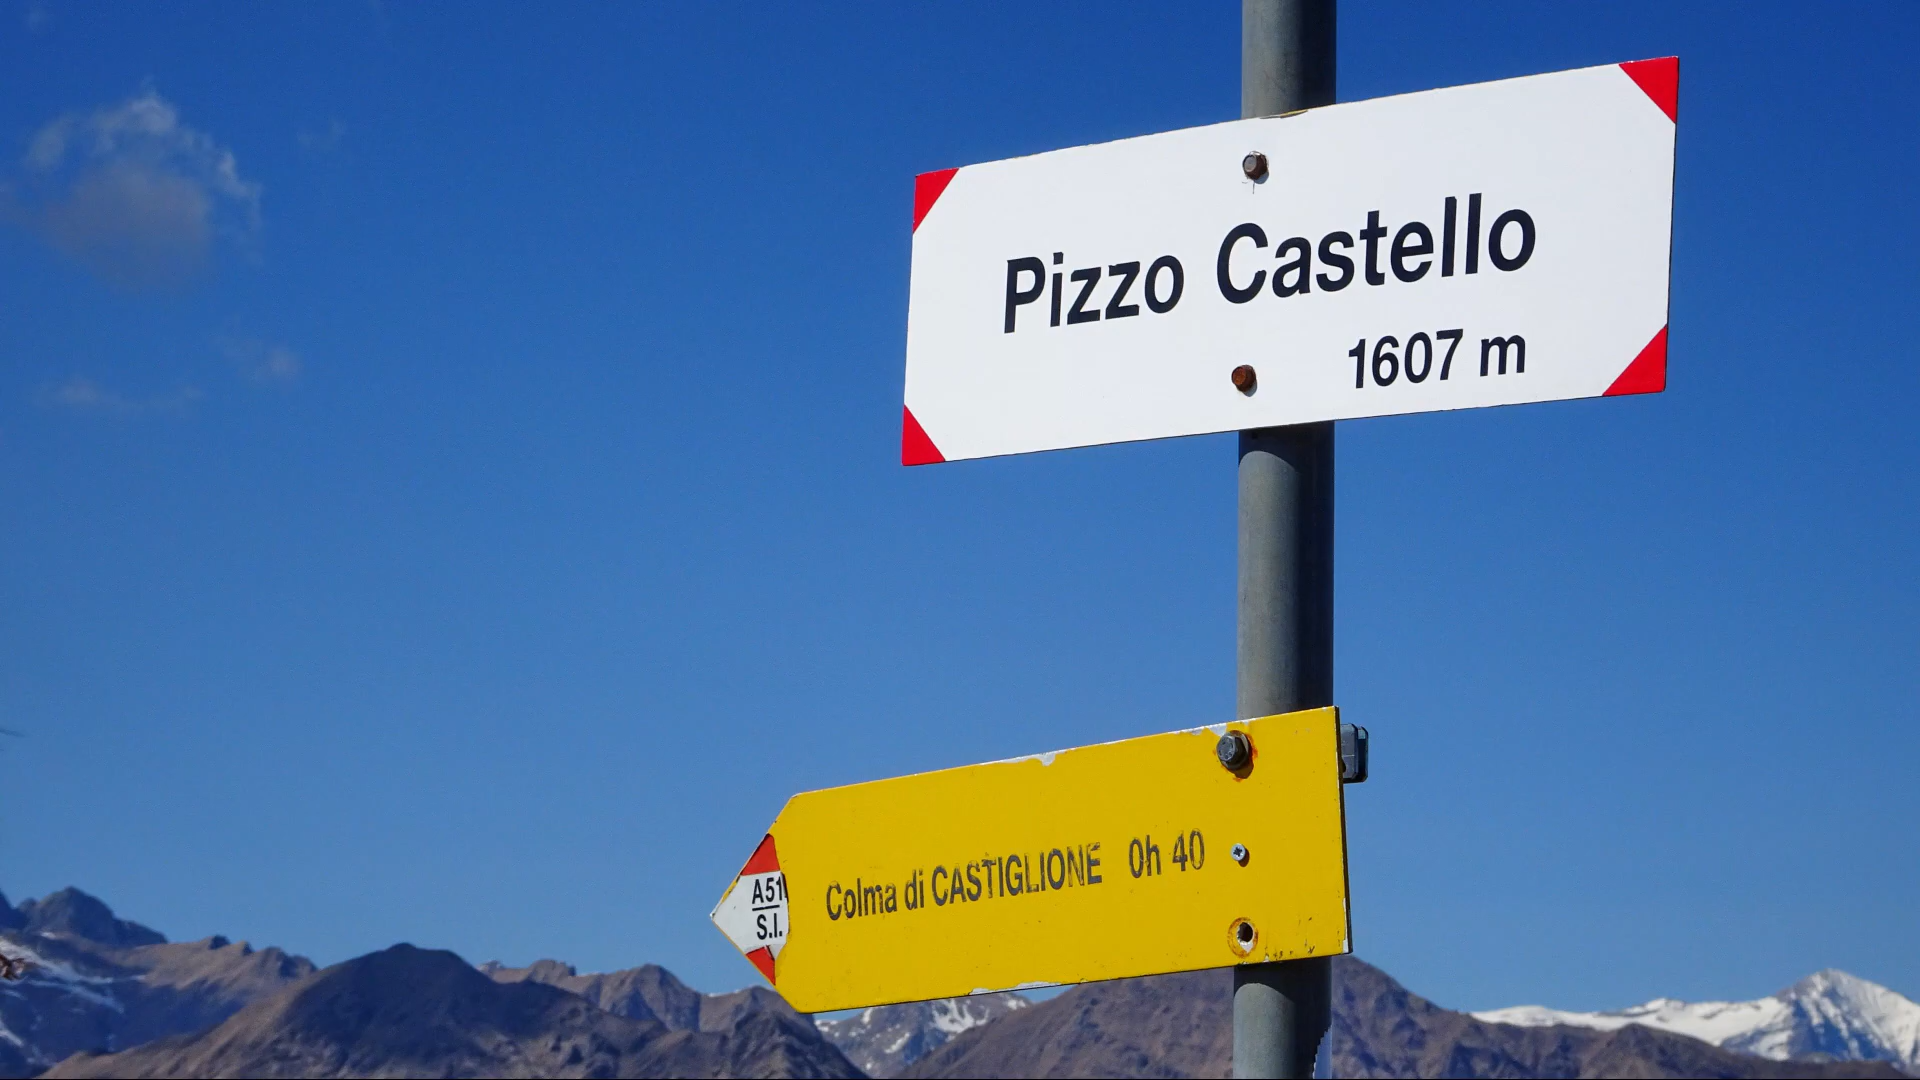 Pizzo Castello
1607 m
A51
S.I.
Colma di CASTIGLIONE 0h 40